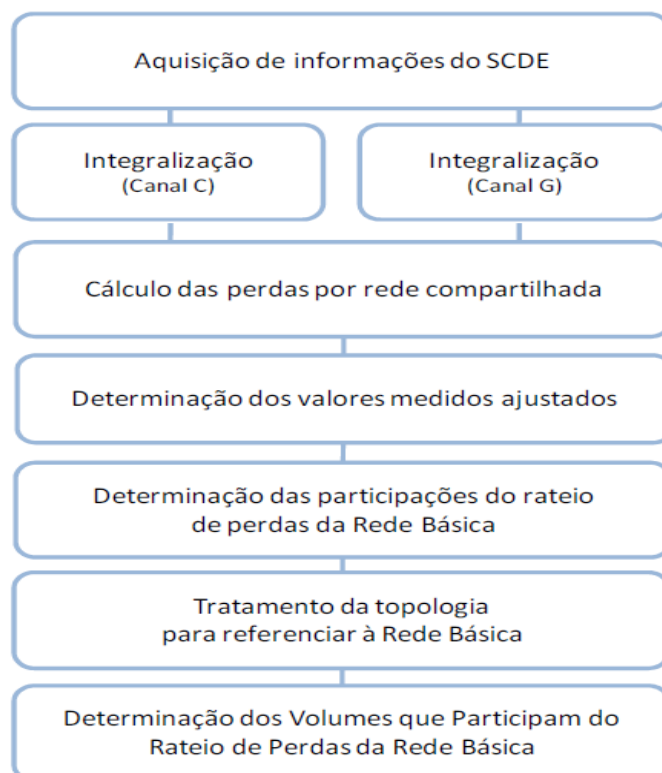 Aquisição de informações do SCDE
Integralização
(Canal C)
Integralização
(Canal G)
Cálculo das perdas por rede compartilhada
Determinação dos valores medidos ajustados
Determinação das participações do rateio
de perdas da Rede Básica
Tratamento da topologia
para referenciar à Rede Básica
Determinação dos Volumes que Participam do
Rateio de Perdas da Rede Básica